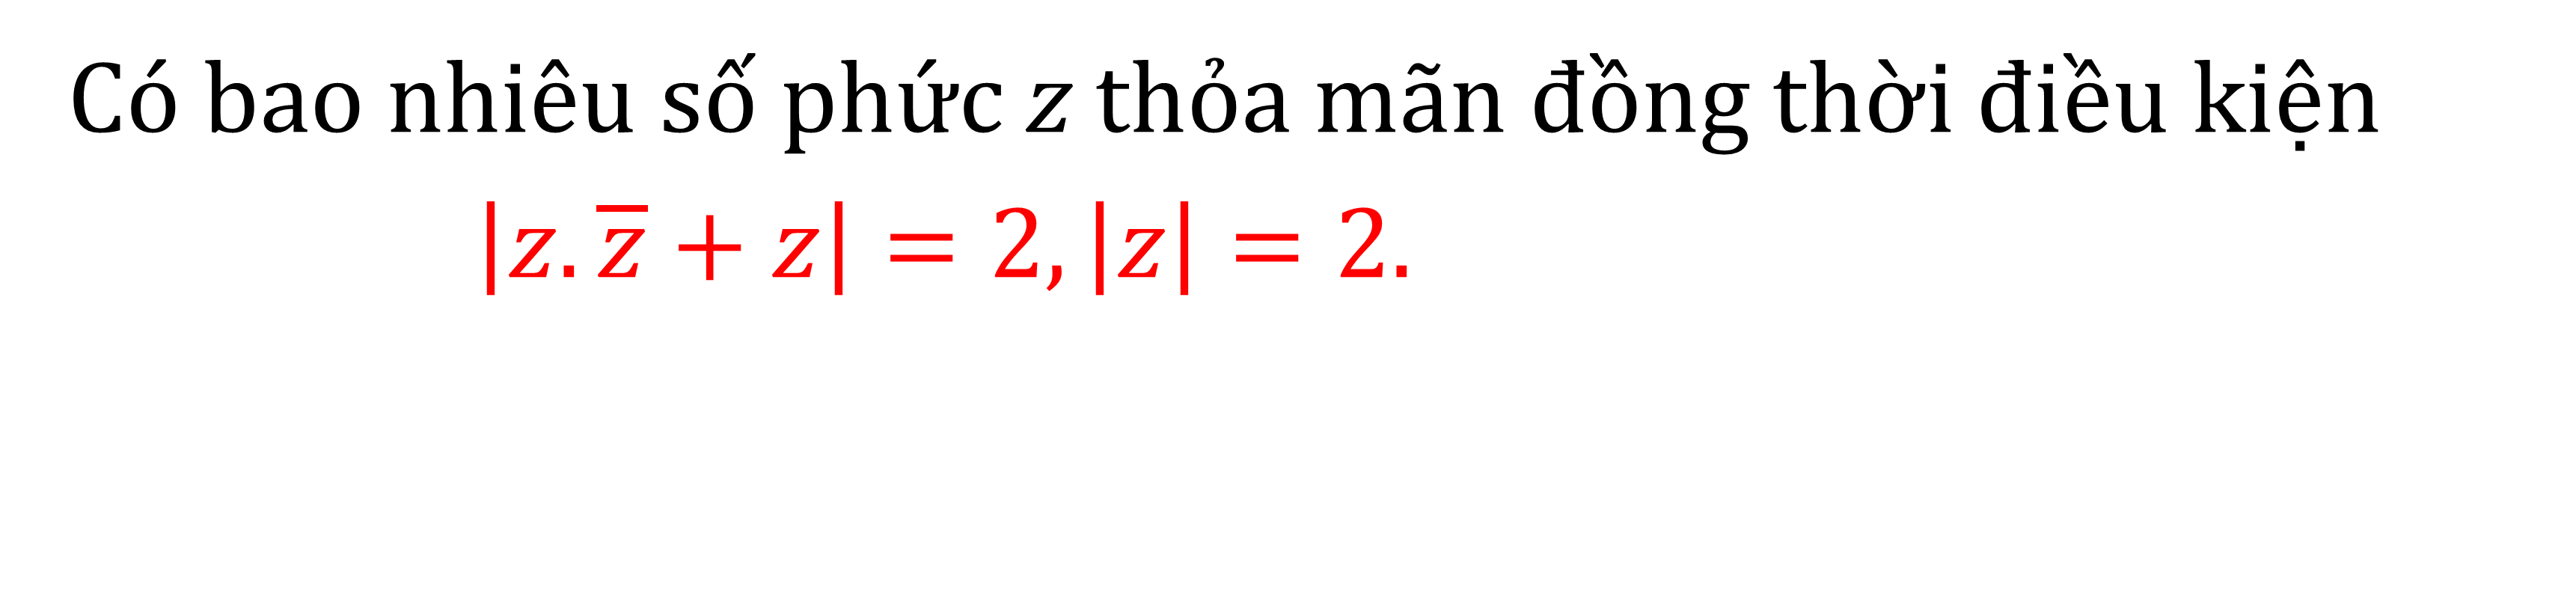 Có bao nhiêu số phức z thỏa mãn đồng thời điều kiện
|z. z̅ + z| = 2, |z| = 2.